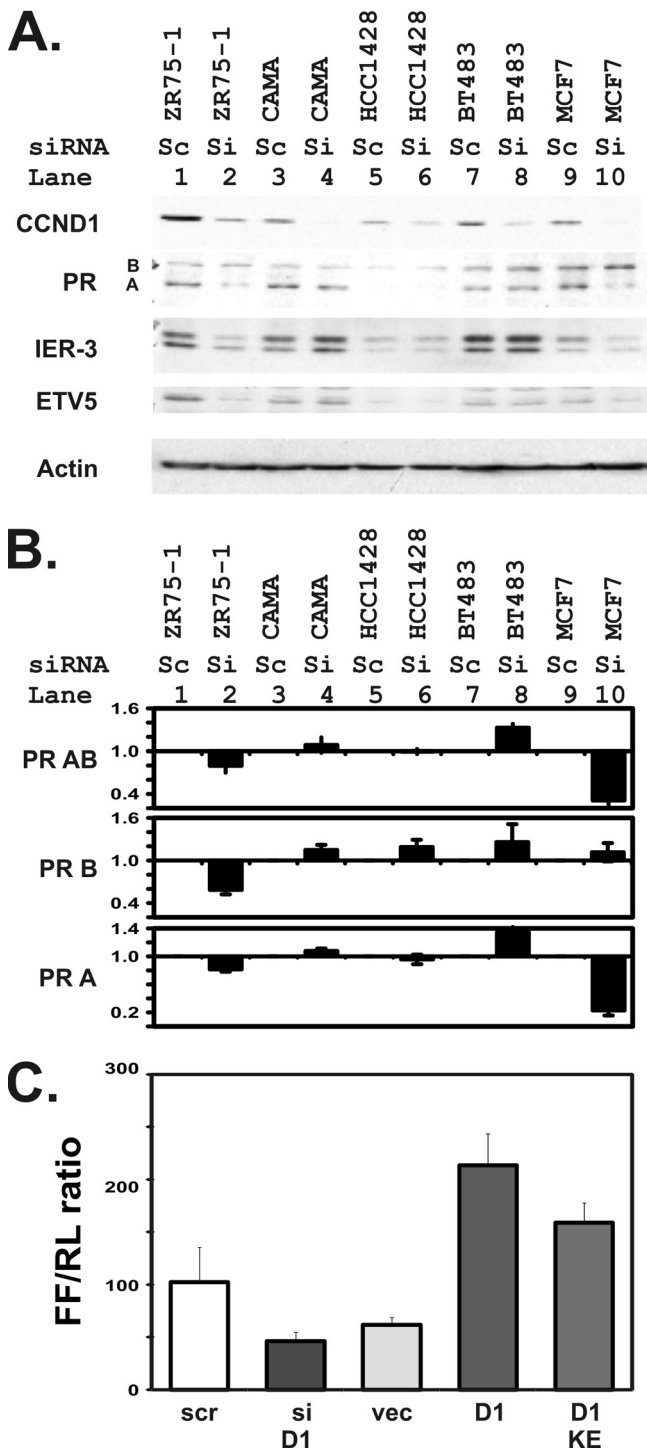 A.
ZR75-1 ZR75-1 CAMA CAMA HCC1428 HCC1428 BT483 BT483 MCF7 MCF7
siRNA Sc Si Sc Si Sc Si Sc Si Sc Si
Lane 1 2 3 4 5 6 7 8 9 10
CCND1
B
PR
A
IER-3
ETV5
Actin
B.
ZR75-1 ZR75-1 CAMA CAMA HCC1428 HCC1428 BT483 BT483 MCF7 MCF7
siRNA Sc Si Sc Si Sc Si Sc Si Sc Si
Lane 1 2 3 4 5 6 7 8 9 10
1.6
PR AB 1.0
0.4
1.6
PR B 1.0
0.4
1.4
1.0
PR A
0.2
C.
300
200
FF/RL ratio
100
0
scr si vec D1 D1
D1 KE